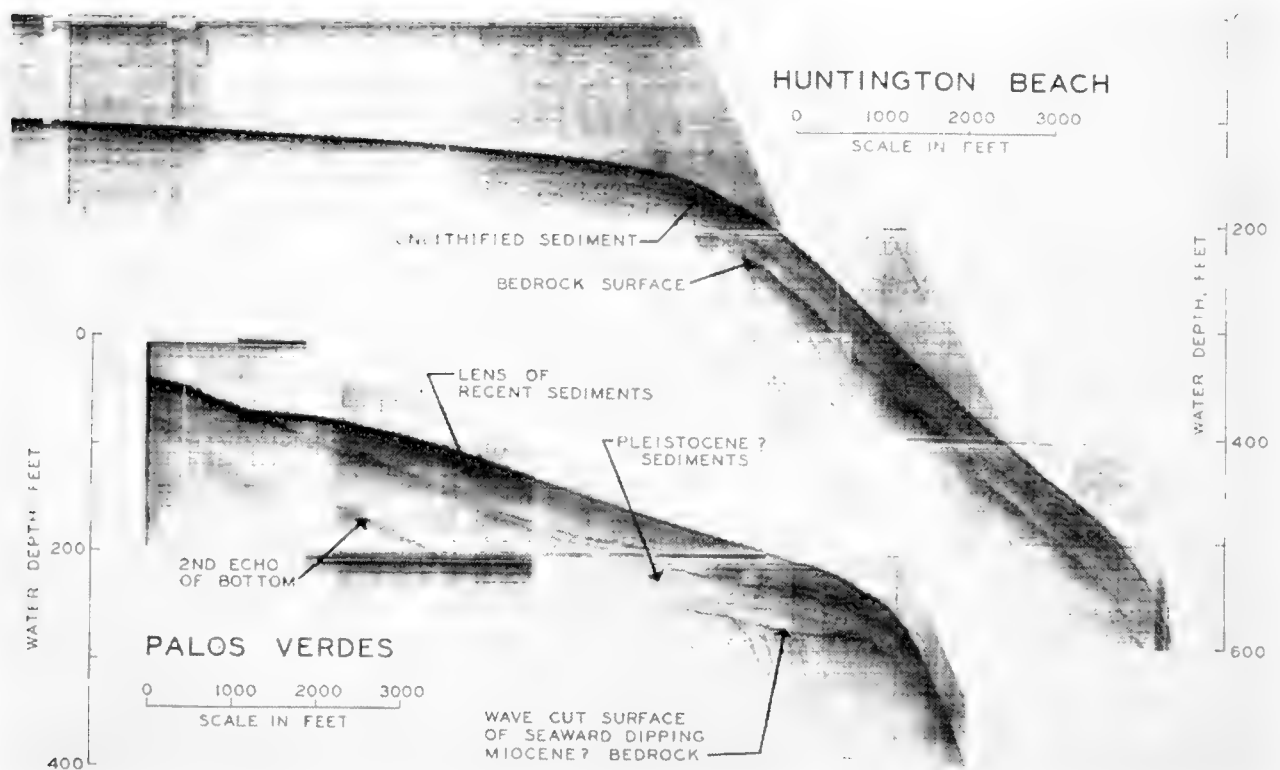 HUNTINGTON BEACH
0 1000 2000 3000
SCALE IN FEET
SEDIMENT
BEDROCK SURFACE
200
400
600
WATER DEPTH, FEET
0
200
400
WATER DEPTH FEET
LENS OF
RECENT SEDIMENTS
PLEISTOCENE?
SEDIMENTS
2ND ECHO
OF BOTTOM
PALOS VERDES
0 1000 2000 3000
SCALE IN FEET
WAVE CUT SURFACE
OF SEAWARD DIPPING
MIOCENE? BEDROCK